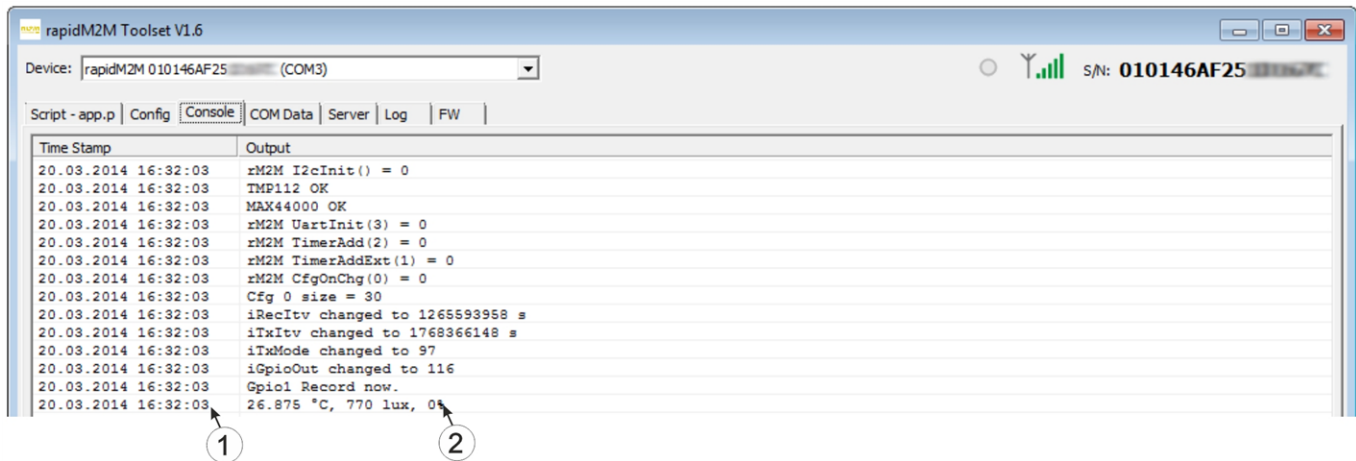 rapidM2M Toolset V1.6
Device: rapidM2M 010146AF25 (COM3) S/N: 010146AF25
Script - app.p Config Console COM Data Server Log FW
Time Stamp Output
20.03.2014 16:32:03 rM2M I2cInit() = 0
20.03.2014 16:32:03 TMP112 OK
20.03.2014 16:32:03 MAX44000 OK
20.03.2014 16:32:03 rM2M UartInit(3) = 0
20.03.2014 16:32:03 rM2M TimerAdd(2) = 0
20.03.2014 16:32:03 rM2M TimerAddExt(1) = 0
20.03.2014 16:32:03 rM2M CfgOnChg(0) = 0
20.03.2014 16:32:03 Cfg 0 size = 30
20.03.2014 16:32:03 iRecItv changed to 1265593958 s
20.03.2014 16:32:03 iTxItv changed to 1768366148 s
20.03.2014 16:32:03 iTxMode changed to 97
20.03.2014 16:32:03 iGpioOut changed to 116
20.03.2014 16:32:03 Gpio1 Record now.
20.03.2014 16:32:03 26.875 °C, 770 lux, 0%
1 2